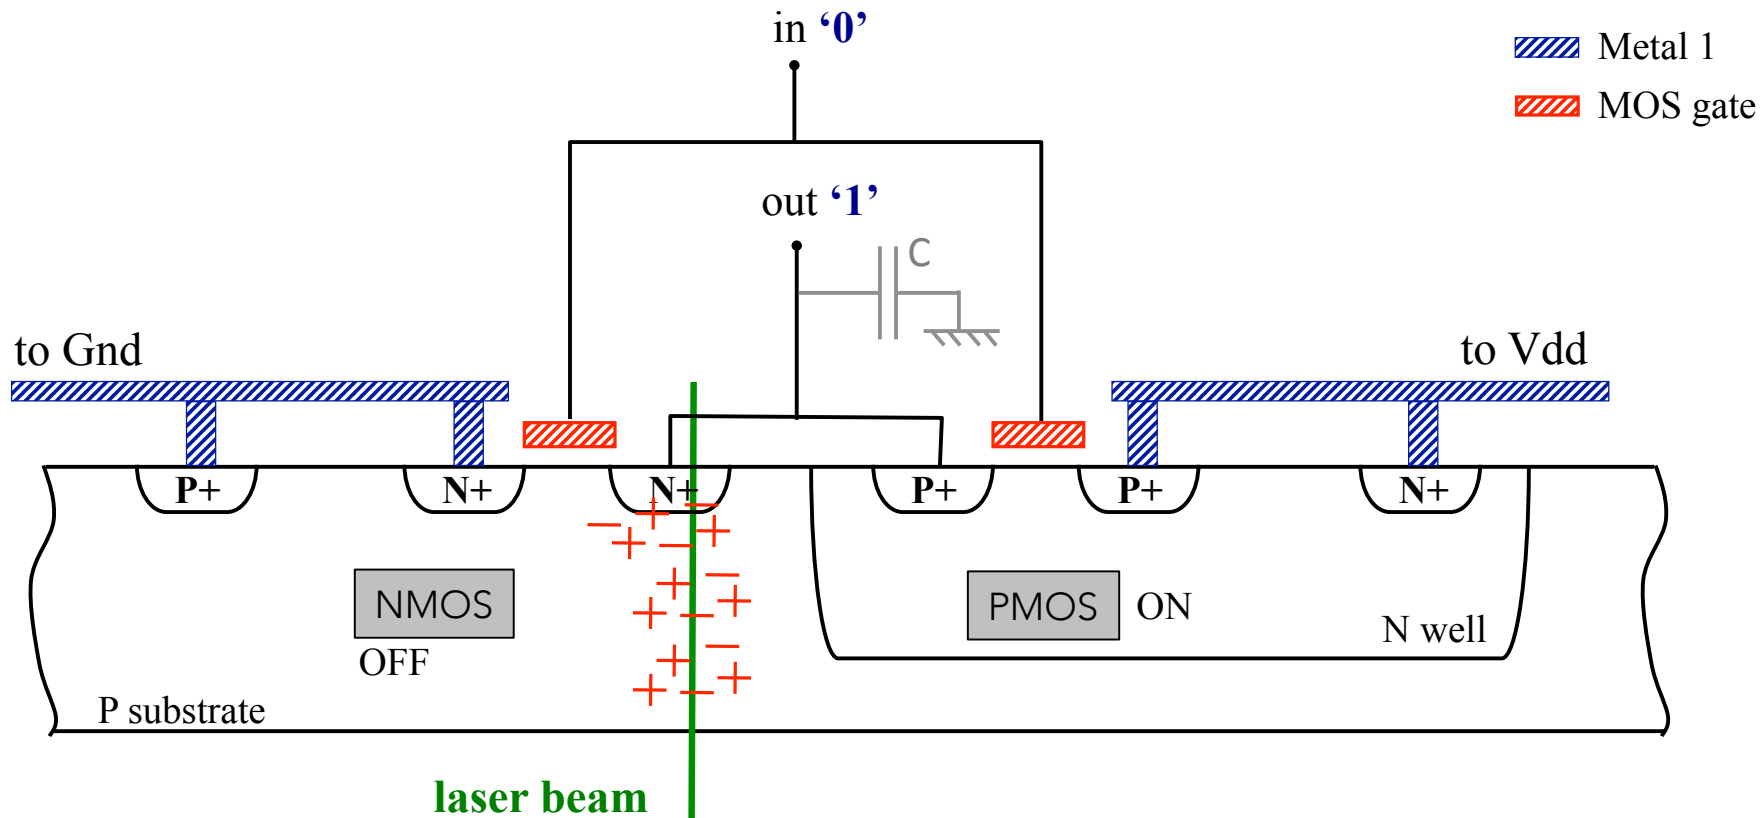 in ‘0’
Metal 1
MOS gate
out ‘1’
C
to Gnd
to Vdd
P+
N+
N+
P+
P+
N+
NMOS
OFF
PMOS
ON
N well
P substrate
laser beam